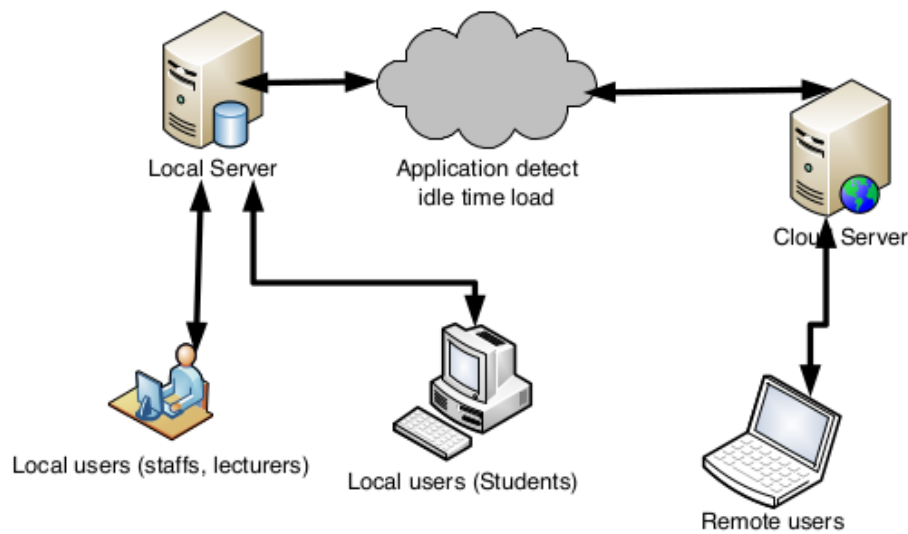 Local Server
Application detect
idle time load
Cloud Server
Local users (staffs, lecturers)
Local users (Students)
Remote users